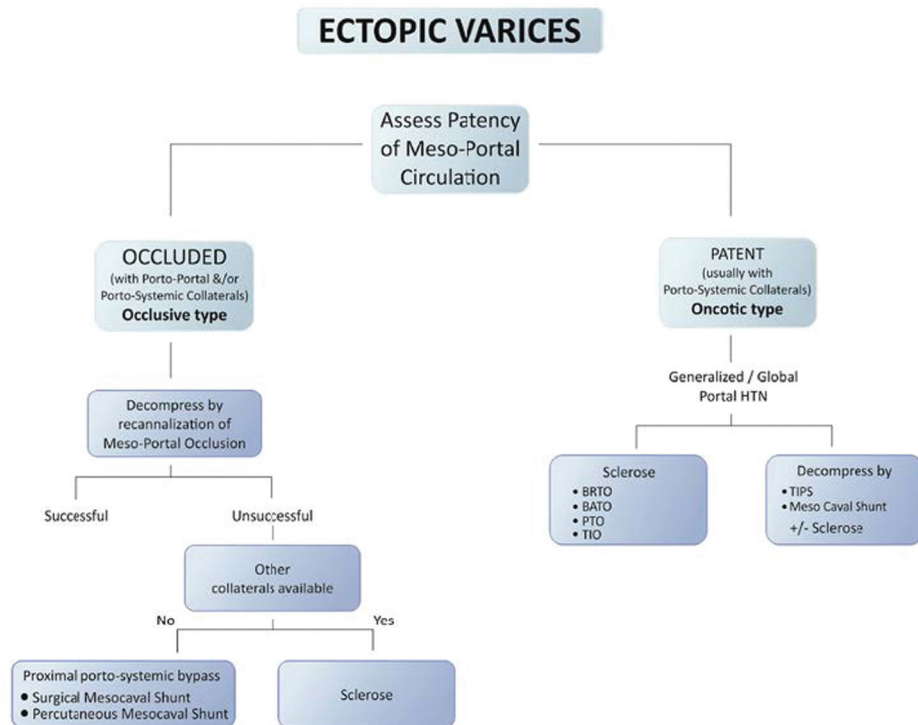 ECTOPIC VARICES
Assess Patency
of Meso-Portal
Circulation
OCCLUDED
(with Porto-Portal &/or
Porto-Systemic Collaterals)
Occlusive type
PATENT
(usually with
Porto-Systemic Collaterals)
Oncotic type
Generalized / Global
Portal HTN
Decompress by
recannalization of
Meso-Portal Occlusion
Sclerose
• BRTO
• BATO
• PTO
• TIO
Decompress by
• TIPS
• Meso Caval Shunt
+/- Sclerose
Successful
Unsuccessful
Other
collaterals available
No
Yes
Proximal porto-systemic bypass
• Surgical Mesocaval Shunt
• Percutaneous Mesocaval Shunt
Sclerose